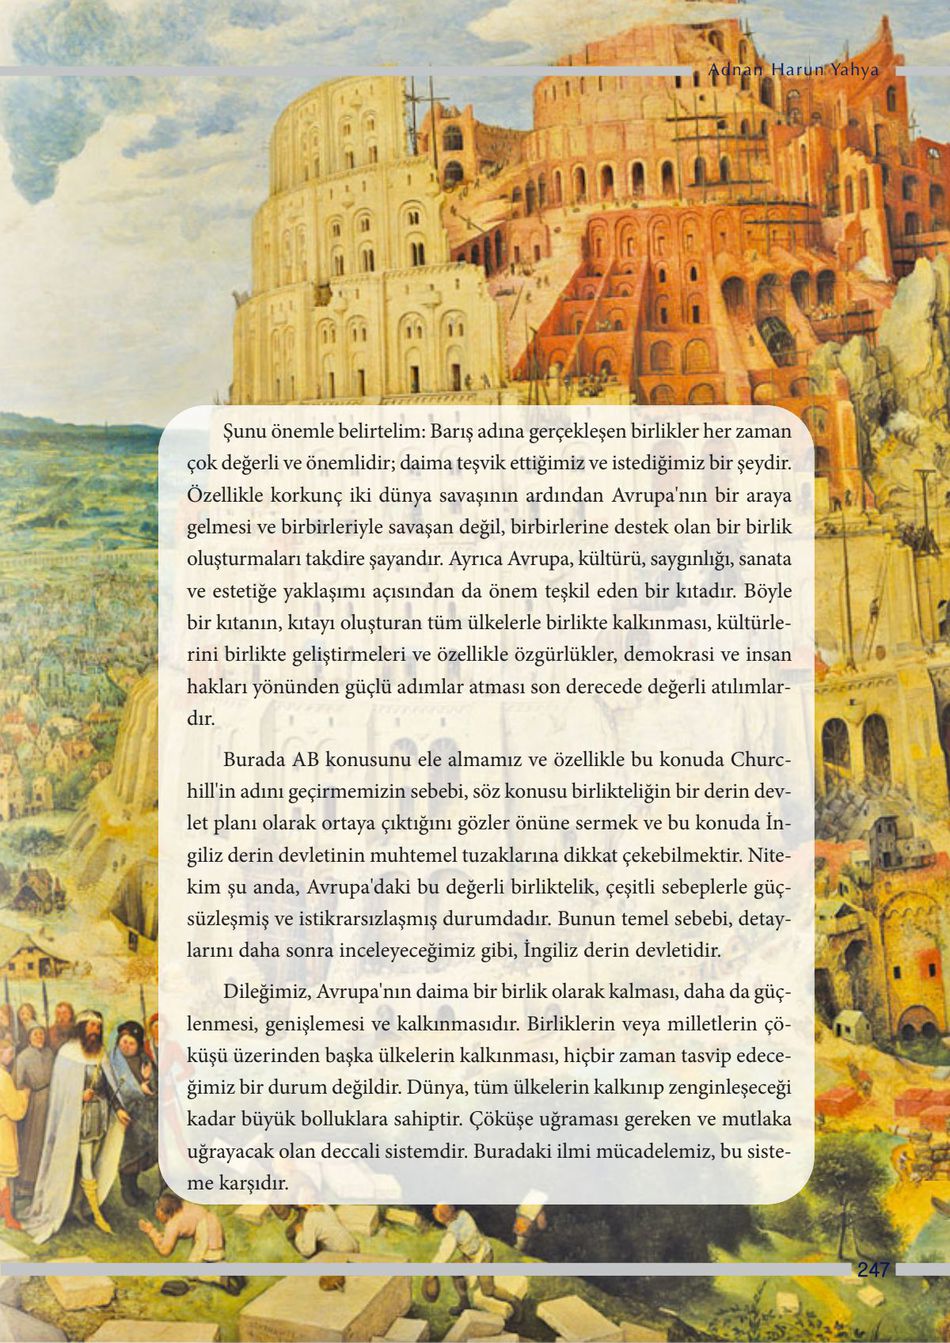 Adnan Harun Yahya
Şunu önemle belirtelim: Barış adına gerçekleşen birlikler her zaman
çok değerli ve önemlidir; daima teşvik ettiğimiz ve istediğimiz bir şeydir.
Özellikle korkunç iki dünya savaşının ardından Avrupa'nın bir araya
gelmesi ve birbirleriyle savaşan değil, birbirlerine destek olan bir birlik
oluşturmaları takdire şayandır. Ayrıca Avrupa, kültürü, saygınlığı, sanata
ve estetiğe yaklaşımı açısından da önem teşkil eden bir kıtadır. Böyle
bir kıtanın, kıtayı oluşturan tüm ülkelerle birlikte kalkınması, kültürle-
rini birlikte geliştirmeleri ve özellikle özgürlükler, demokrasi ve insan
hakları yönünden güçlü adımlar atması son derecede değerli atılımlar-
dır.
Burada AB konusunu ele almamız ve özellikle bu konuda Churc-
hill'in adını geçirmemizin sebebi, söz konusu birlikteliğin bir derin dev-
let planı olarak ortaya çıktığını gözler önüne sermek ve bu konuda İn-
giliz derin devletinin muhtemel tuzaklarına dikkat çekebilmektir. Nite-
kim şu anda, Avrupa'daki bu değerli birliktelik, çeşitli sebeplerle güç-
süzleşmiş ve istikrarsızlaşmış durumdadır. Bunun temel sebebi, detay-
larını daha sonra inceleyeceğimiz gibi, İngiliz derin devletidir.
Dileğimiz, Avrupa'nın daima bir birlik olarak kalması, daha da güç-
lenmesi, genişlemesi ve kalkınmasıdır. Birliklerin veya milletlerin çö-
küşü üzerinden başka ülkelerin kalkınması, hiçbir zaman tasvip edece-
ğimiz bir durum değildir. Dünya, tüm ülkelerin kalkınıp zenginleşeceği
kadar büyük bolluklara sahiptir. Çöküşe uğraması gereken ve mutlaka
uğrayacak olan deccali sistemdir. Buradaki ilmi mücadelemiz, bu siste-
me karşıdır.
247